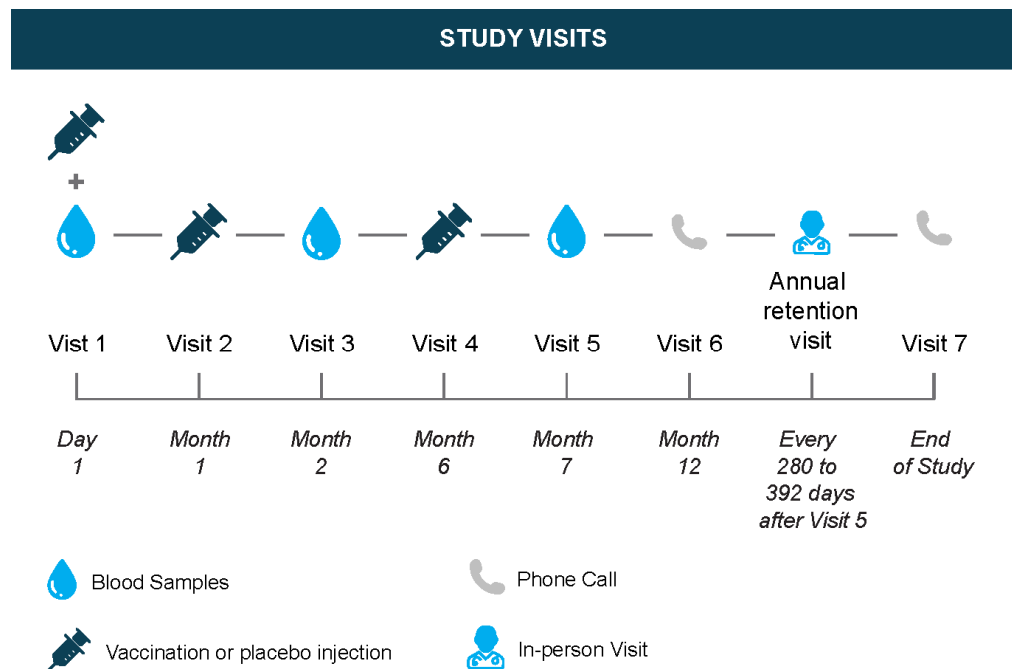 STUDY VISITS
+
Annual
retention
visit
Vist 1
Visit 2
Visit 3
Visit 4
Visit 5
Visit 6
Visit 7
Day
1
Month
1
Month
2
Month
6
Month
7
Month
12
Every
280 to
392 days
after Visit 5
End
of Study
Blood Samples
Phone Call
Vaccination or placebo injection
In-person Visit